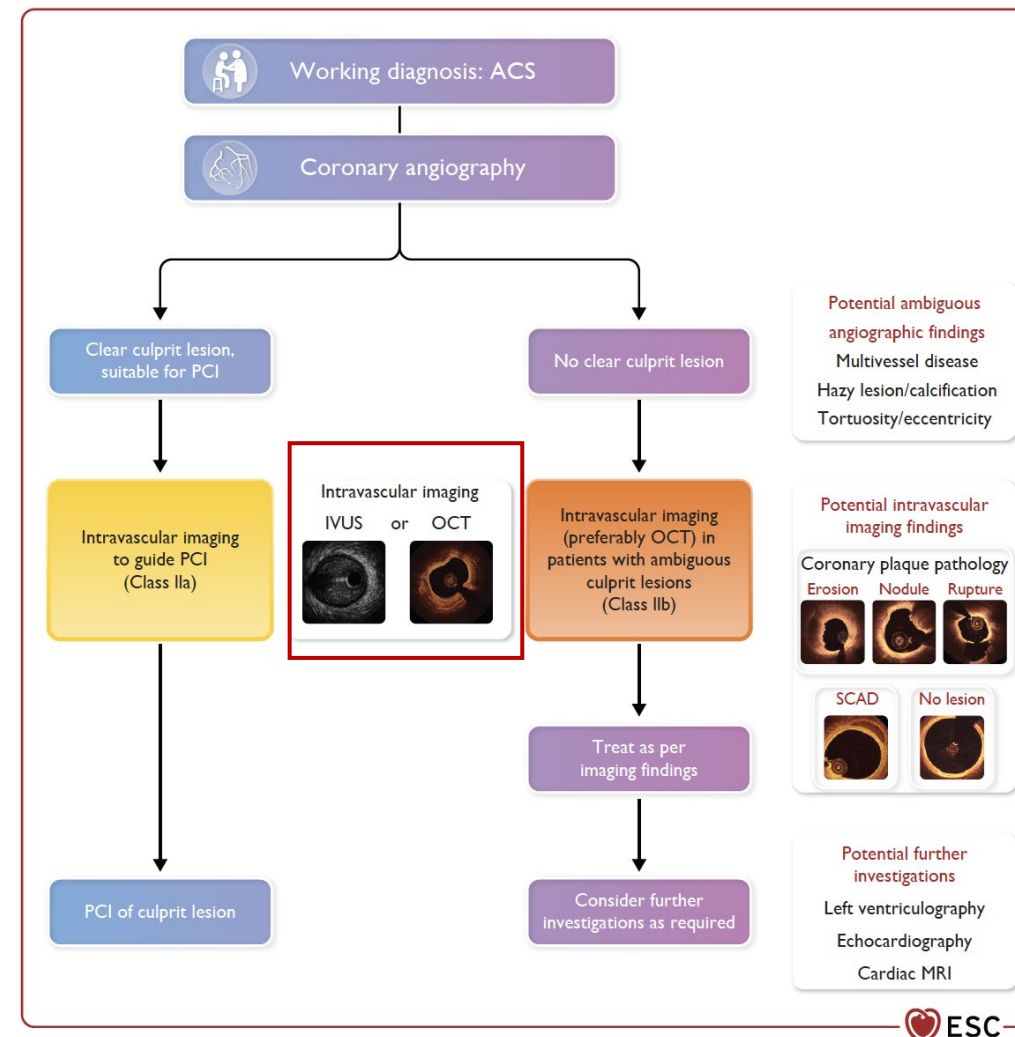 Working diagnosis: ACS
Coronary angiography
Clear culprit lesion,
suitable for PCI
No clear culprit lesion
Potential ambiguous
angiographic findings
Multivessel disease
Hazy lesion/calcification
Tortuosity/eccentricity
Intravascular imaging
to guide PCI
(Class IIa)
Intravascular imaging
IVUS or OCT
Intravascular imaging
(preferably OCT) in
patients with ambiguous
culprit lesions
(Class IIb)
Potential intravascular
imaging findings
Coronary plaque pathology
Erosion Nodule Rupture
SCAD No lesion
Treat as per
imaging findings
PCI of culprit lesion
Consider further
investigations as required
Potential further
investigations
Left ventriculography
Echocardiography
Cardiac MRI
ESC